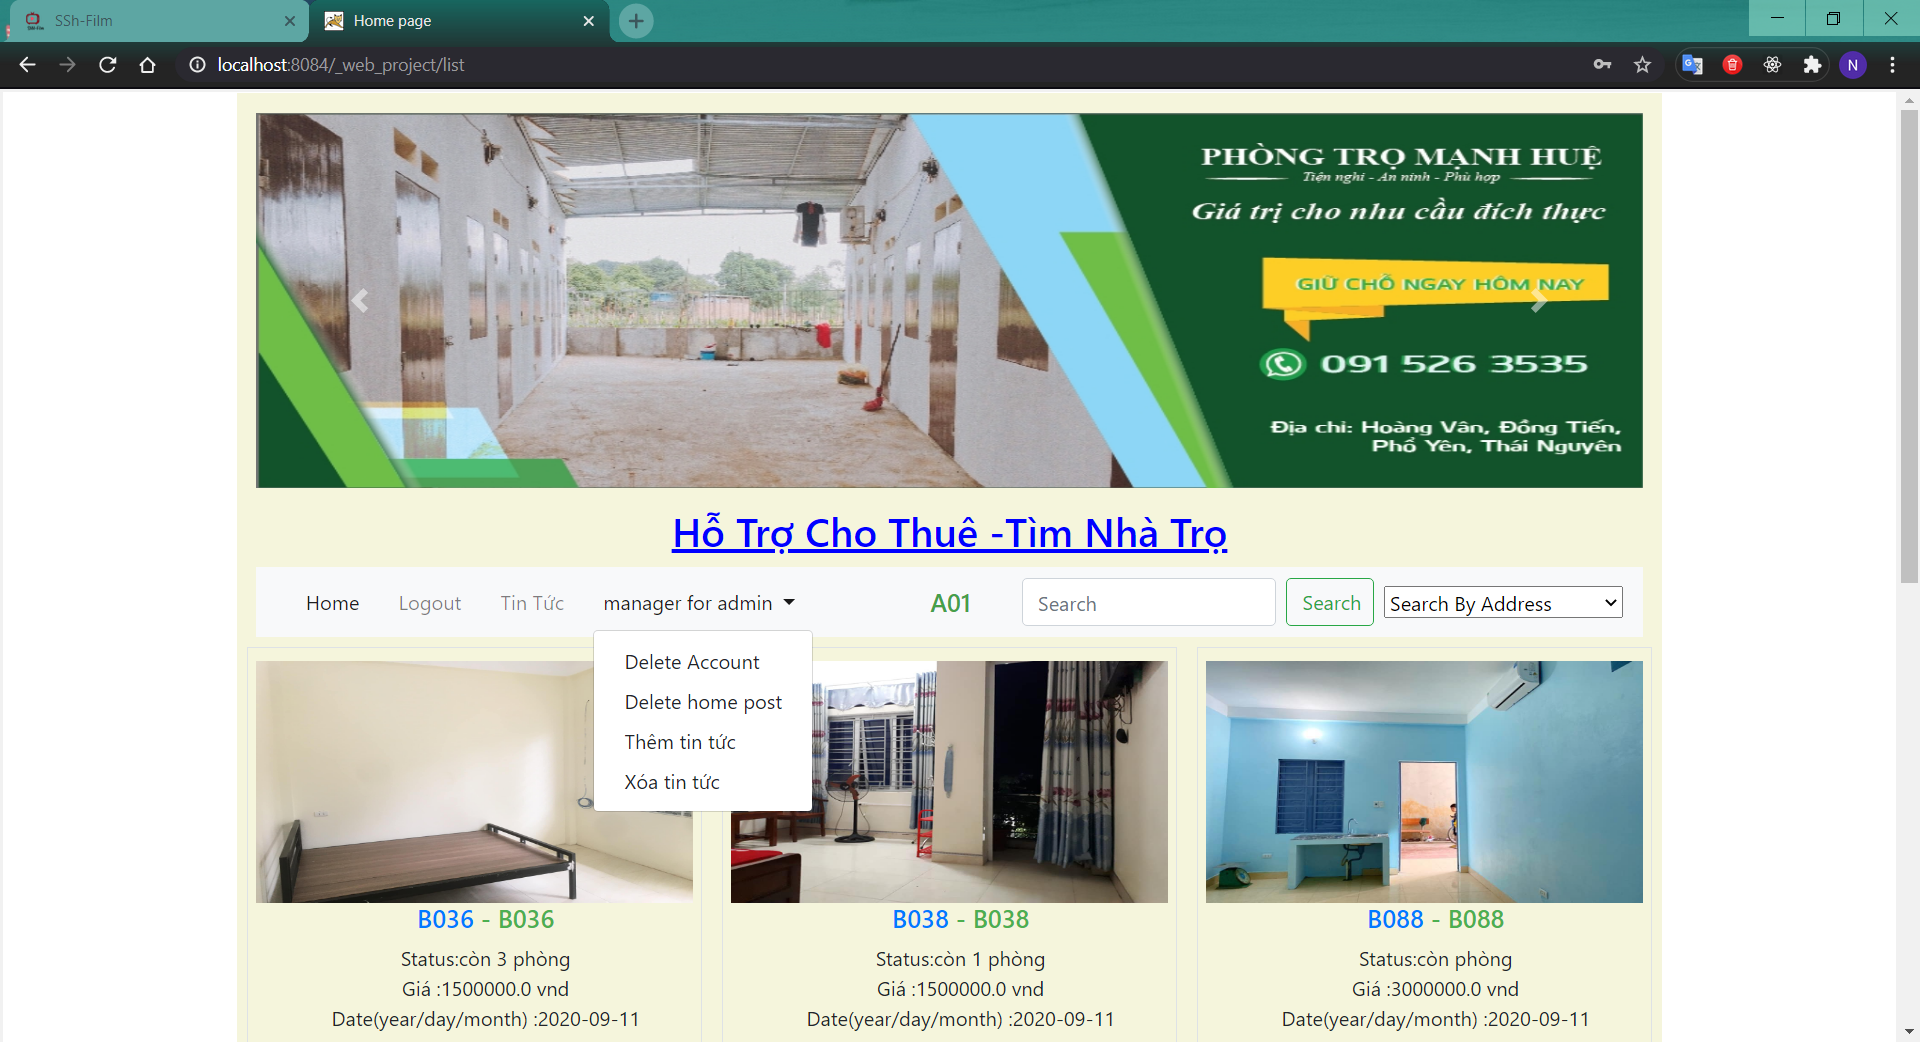 SSh-Film
Home page
localhost:8084/_web_project/list
N
PHÒNG TRỌ MẠNH HUỆ
Tiện nghi - An ninh - Phù hợp
Giá trị cho nhu cầu đích thực
GIỮ CHỖ NGAY HÔM NAY
091 526 3535
Địa chỉ: Hoàng Vân, Đồng Tiến,
Phổ Yên, Thái Nguyên
Hỗ Trợ Cho Thuê -Tìm Nhà Trọ
Home Logout Tin Tức manager for admin A01 Search Search Search By Address
Delete Account
Delete home post
Thêm tin tức
Xóa tin tức
B036 - B036
Status:còn 3 phòng
Giá :1500000.0 vnd
Date(year/day/month) :2020-09-11
B038 - B038
Status:còn 1 phòng
Giá :1500000.0 vnd
Date(year/day/month) :2020-09-11
B088 - B088
Status:còn phòng
Giá :3000000.0 vnd
Date(year/day/month) :2020-09-11